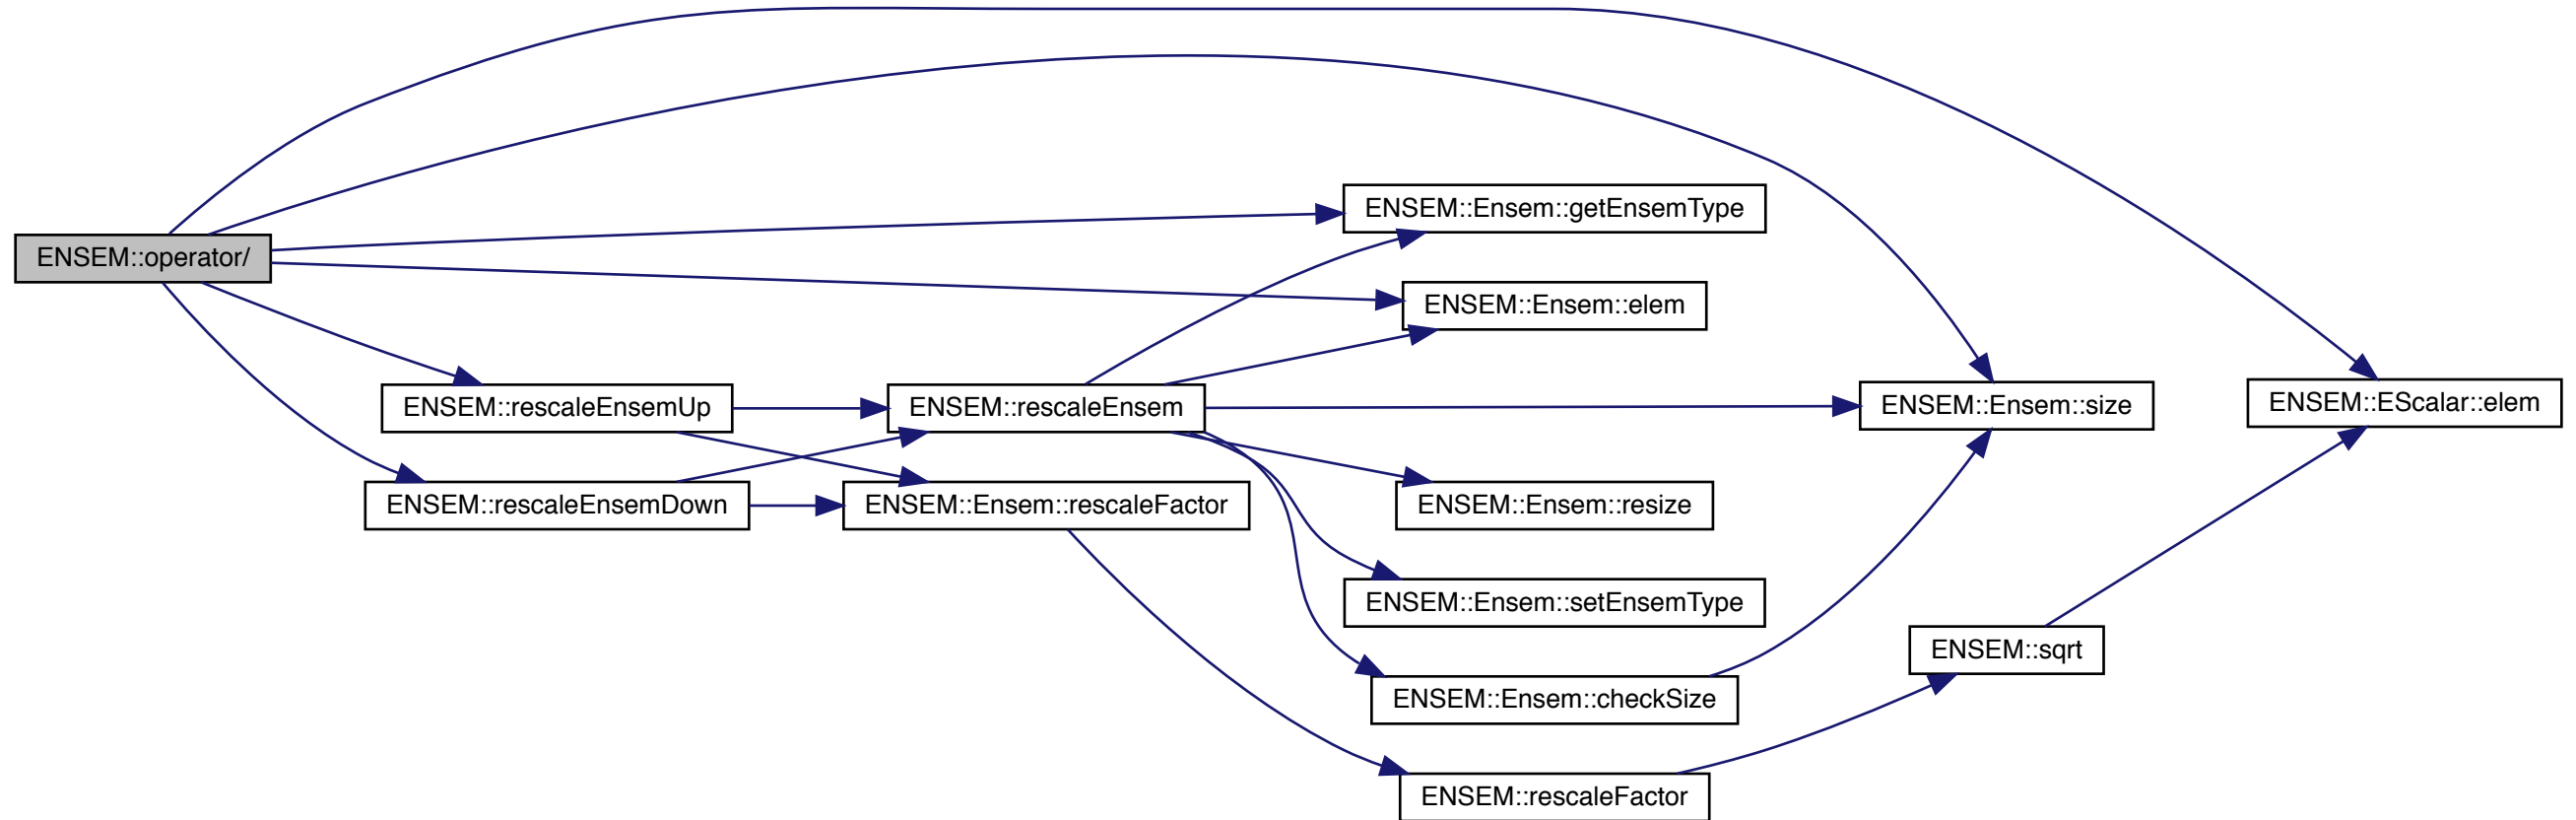 ENSEM::operator/
ENSEM::rescaleEnsemUp
ENSEM::rescaleEnsemDown
ENSEM::rescaleEnsem
ENSEM::Ensem::rescaleFactor
ENSEM::Ensem::getEnsemType
ENSEM::Ensem::elem
ENSEM::Ensem::resize
ENSEM::Ensem::setEnsemType
ENSEM::Ensem::checkSize
ENSEM::rescaleFactor
ENSEM::Ensem::size
ENSEM::sqrt
ENSEM::EScalar::elem